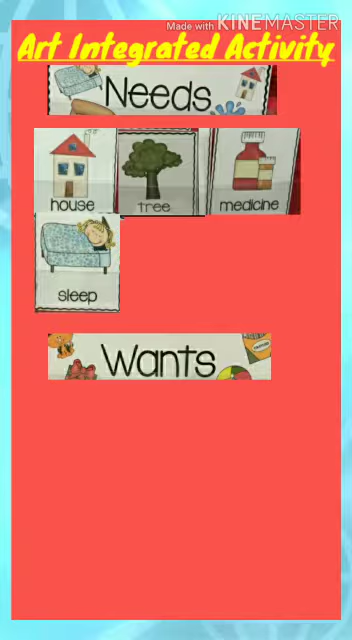 Made with KINEMASTER
Art Integrated Activity
Needs
house tree medicine
sleep
Wants